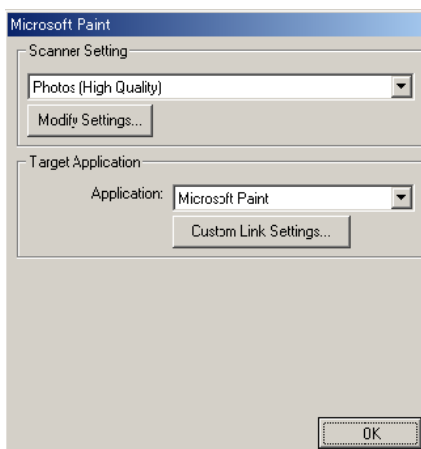 Microsoft Paint
Scanner Setting
Photos (High Quality)
Modify Settings...
Target Application
Application: Microsoft Paint
Custom Link Settings...
OK